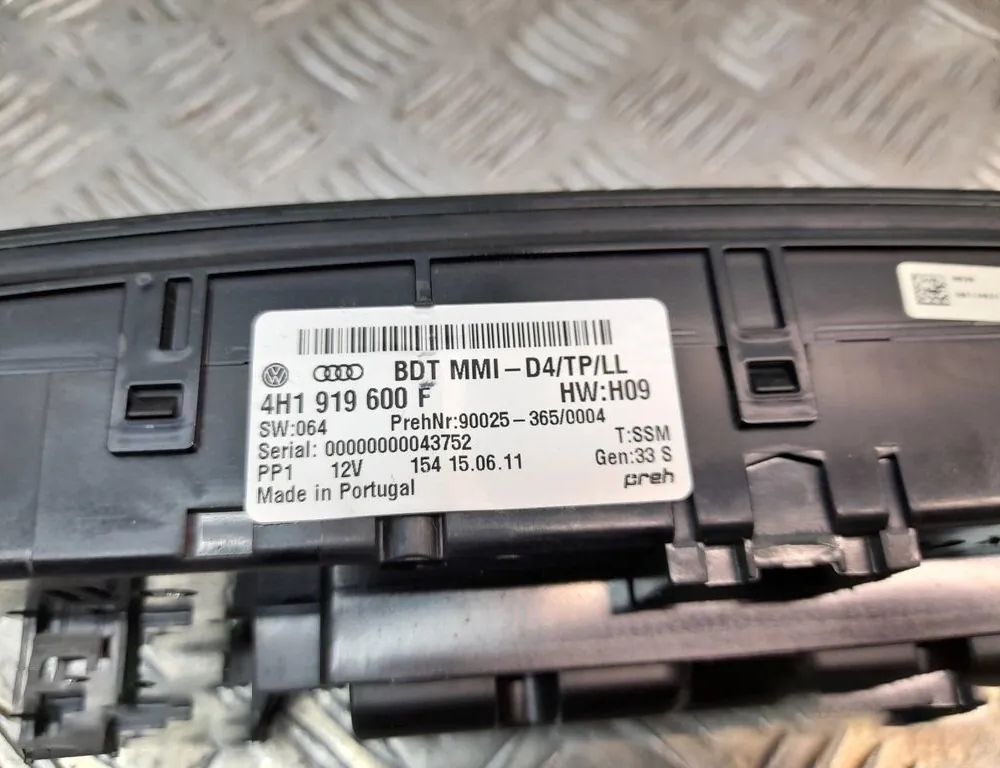 BDT MMI-D4/TP/LL
4H1 919 600 F HW:H09
SW:064 PrehNr:90025-365/0004
Serial: 00000000043752 T:SSM
PP1 12V 154 15.06.11 Gen:33 S
Made in Portugal preh